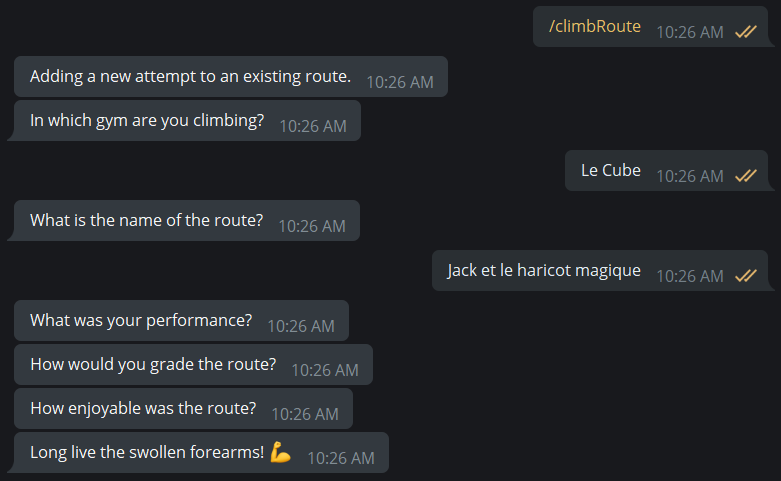 /climbRoute 10:26 AM
Adding a new attempt to an existing route. 10:26 AM
In which gym are you climbing? 10:26 AM
Le Cube 10:26 AM
What is the name of the route? 10:26 AM
Jack et le haricot magique 10:26 AM
What was your performance? 10:26 AM
How would you grade the route? 10:26 AM
How enjoyable was the route? 10:26 AM
Long live the swollen forearms! 💪 10:26 AM